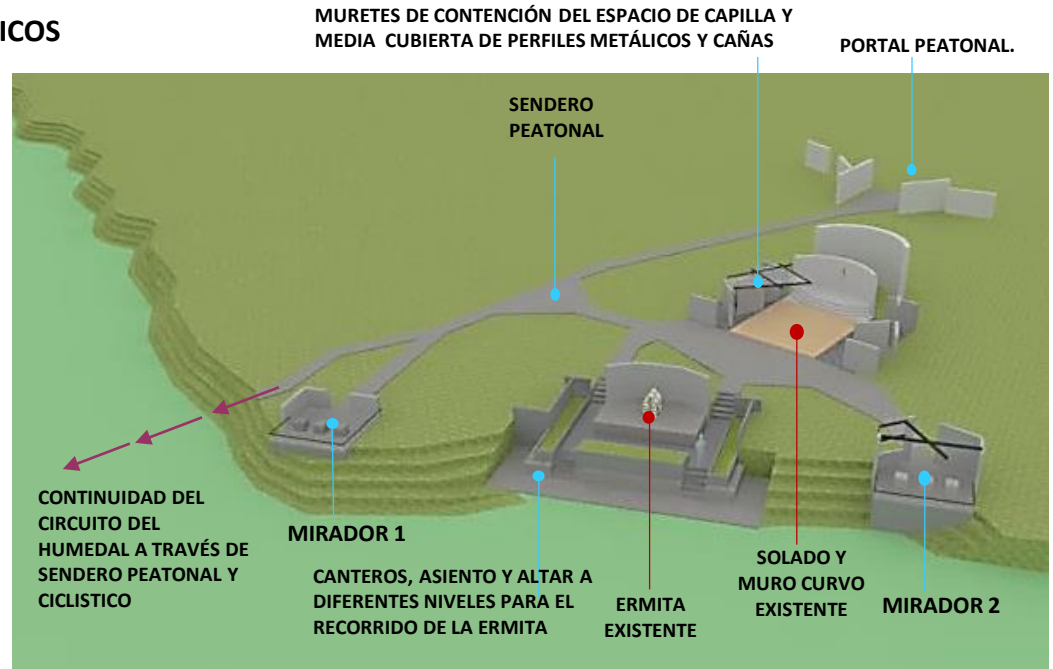 ICOS
MURETES DE CONTENCIÓN DEL ESPACIO DE CAPILLA Y
MEDIA CUBIERTA DE PERFILES METÁLICOS Y CAÑAS
PORTAL PEATONAL.
SENDERO
PEATONAL
CONTINUIDAD DEL
CIRCUITO DEL
HUMEDAL A TRAVÉS DE
SENDERO PEATONAL Y
CICLISTICO
MIRADOR 1
CANTEROS, ASIENTO Y ALTAR A
DIFERENTES NIVELES PARA EL
RECORRIDO DE LA ERMITA
ERMITA
EXISTENTE
SOLADO Y
MURO CURVO
EXISTENTE
MIRADOR 2